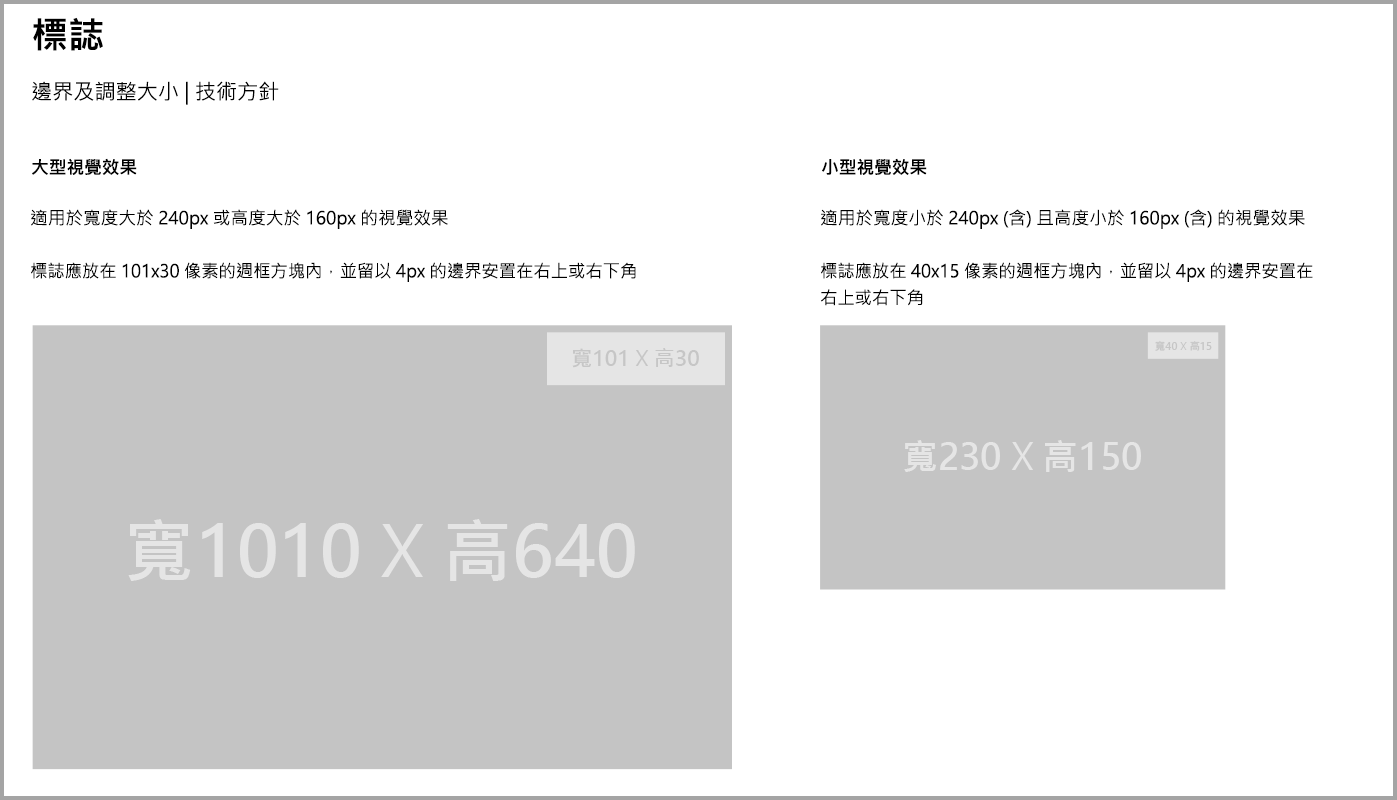 標誌
邊界及調整大小 | 技術方針
大型視覺效果
適用於寬度大於 240px 或高度大於 160px 的視覺效果
標誌應放在 101x30 像素的週框方塊內，並留以 4px 的邊界安置在右上或右下角
寬101 X 高30
寬1010 X 高640
小型視覺效果
適用於寬度小於 240px (含) 且高度小於 160px (含) 的視覺效果
標誌應放在 40x15 像素的週框方塊內，並留以 4px 的邊界安置在
右上或右下角
寬40 X 高15
寬230 X 高150